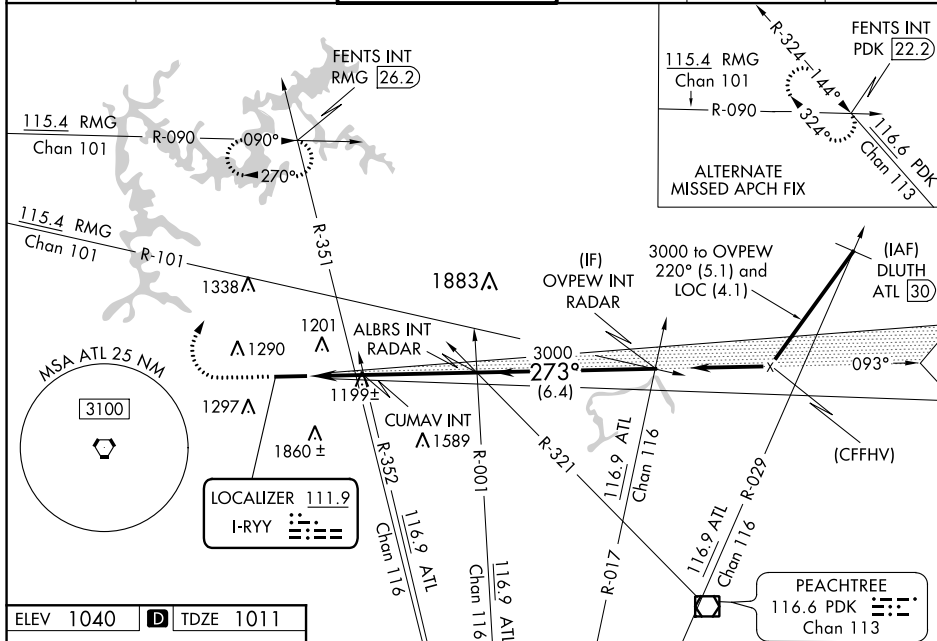 FENTS INT
RMG 26.2
115.4 RMG
Chan 101
R-090
090°
270°
115.4 RMG
Chan 101
R-101
R-351
FENTS INT
PDK 22.2
115.4 RMG
Chan 101
R-090
R-324
144°
324°
116.6 PDK
Chan 113
ALTERNATE
MISSED APCH FIX
1338
1883
(IF)
OVPEW INT
RADAR
3000 to OVPEW
220° (5.1) and
LOC (4.1)
(IAF)
DLUTH
ATL 30
1201
1290
ALBRS INT
RADAR
3000
273°
(6.4)
X
093°
MSA ATL 25 NM
3100
1297
1199±
CUMAV INT
1589
1860 ±
(CFFHV)
R-352
116.9 ATL
Chan 116
R-001
116.9 ATL
Chan 116
R-321
116.9 ATL
Chan 116
R-017
R-029
116.9 ATL
Chan 116
LOCALIZER 111.9
I-RYY
PEACHTREE
116.6 PDK
Chan 113
ELEV 1040 D TDZE 1011